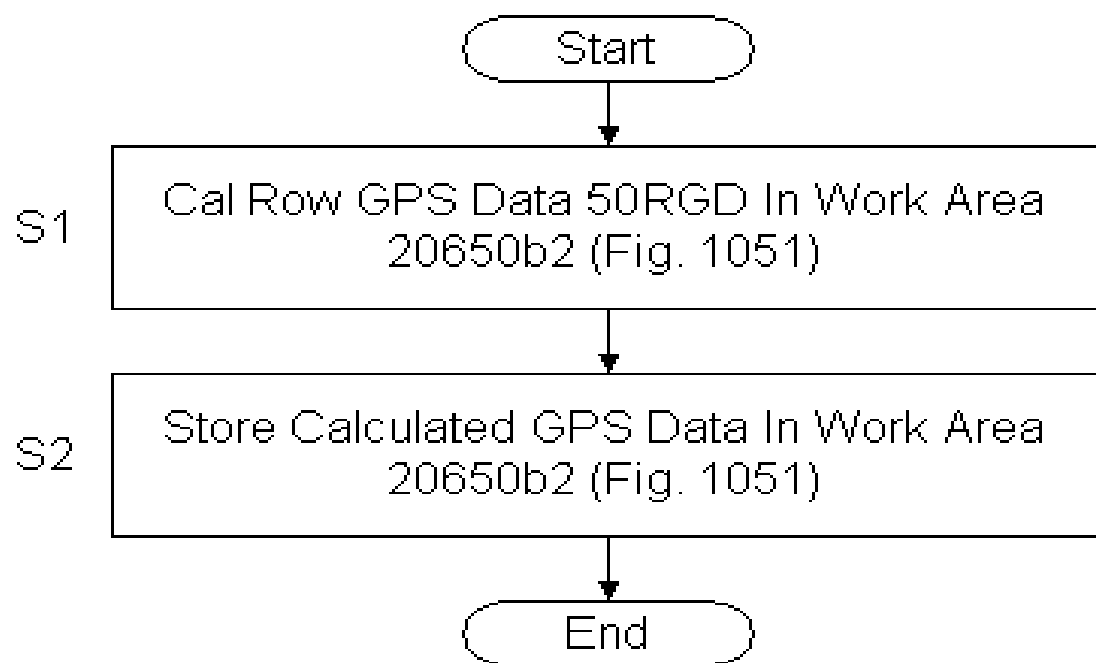 Start
S1
Cal Row GPS Data 50RGD In Work Area
20650b2 (Fig. 1051)
S2
Store Calculated GPS Data In Work Area
20650b2 (Fig. 1051)
End